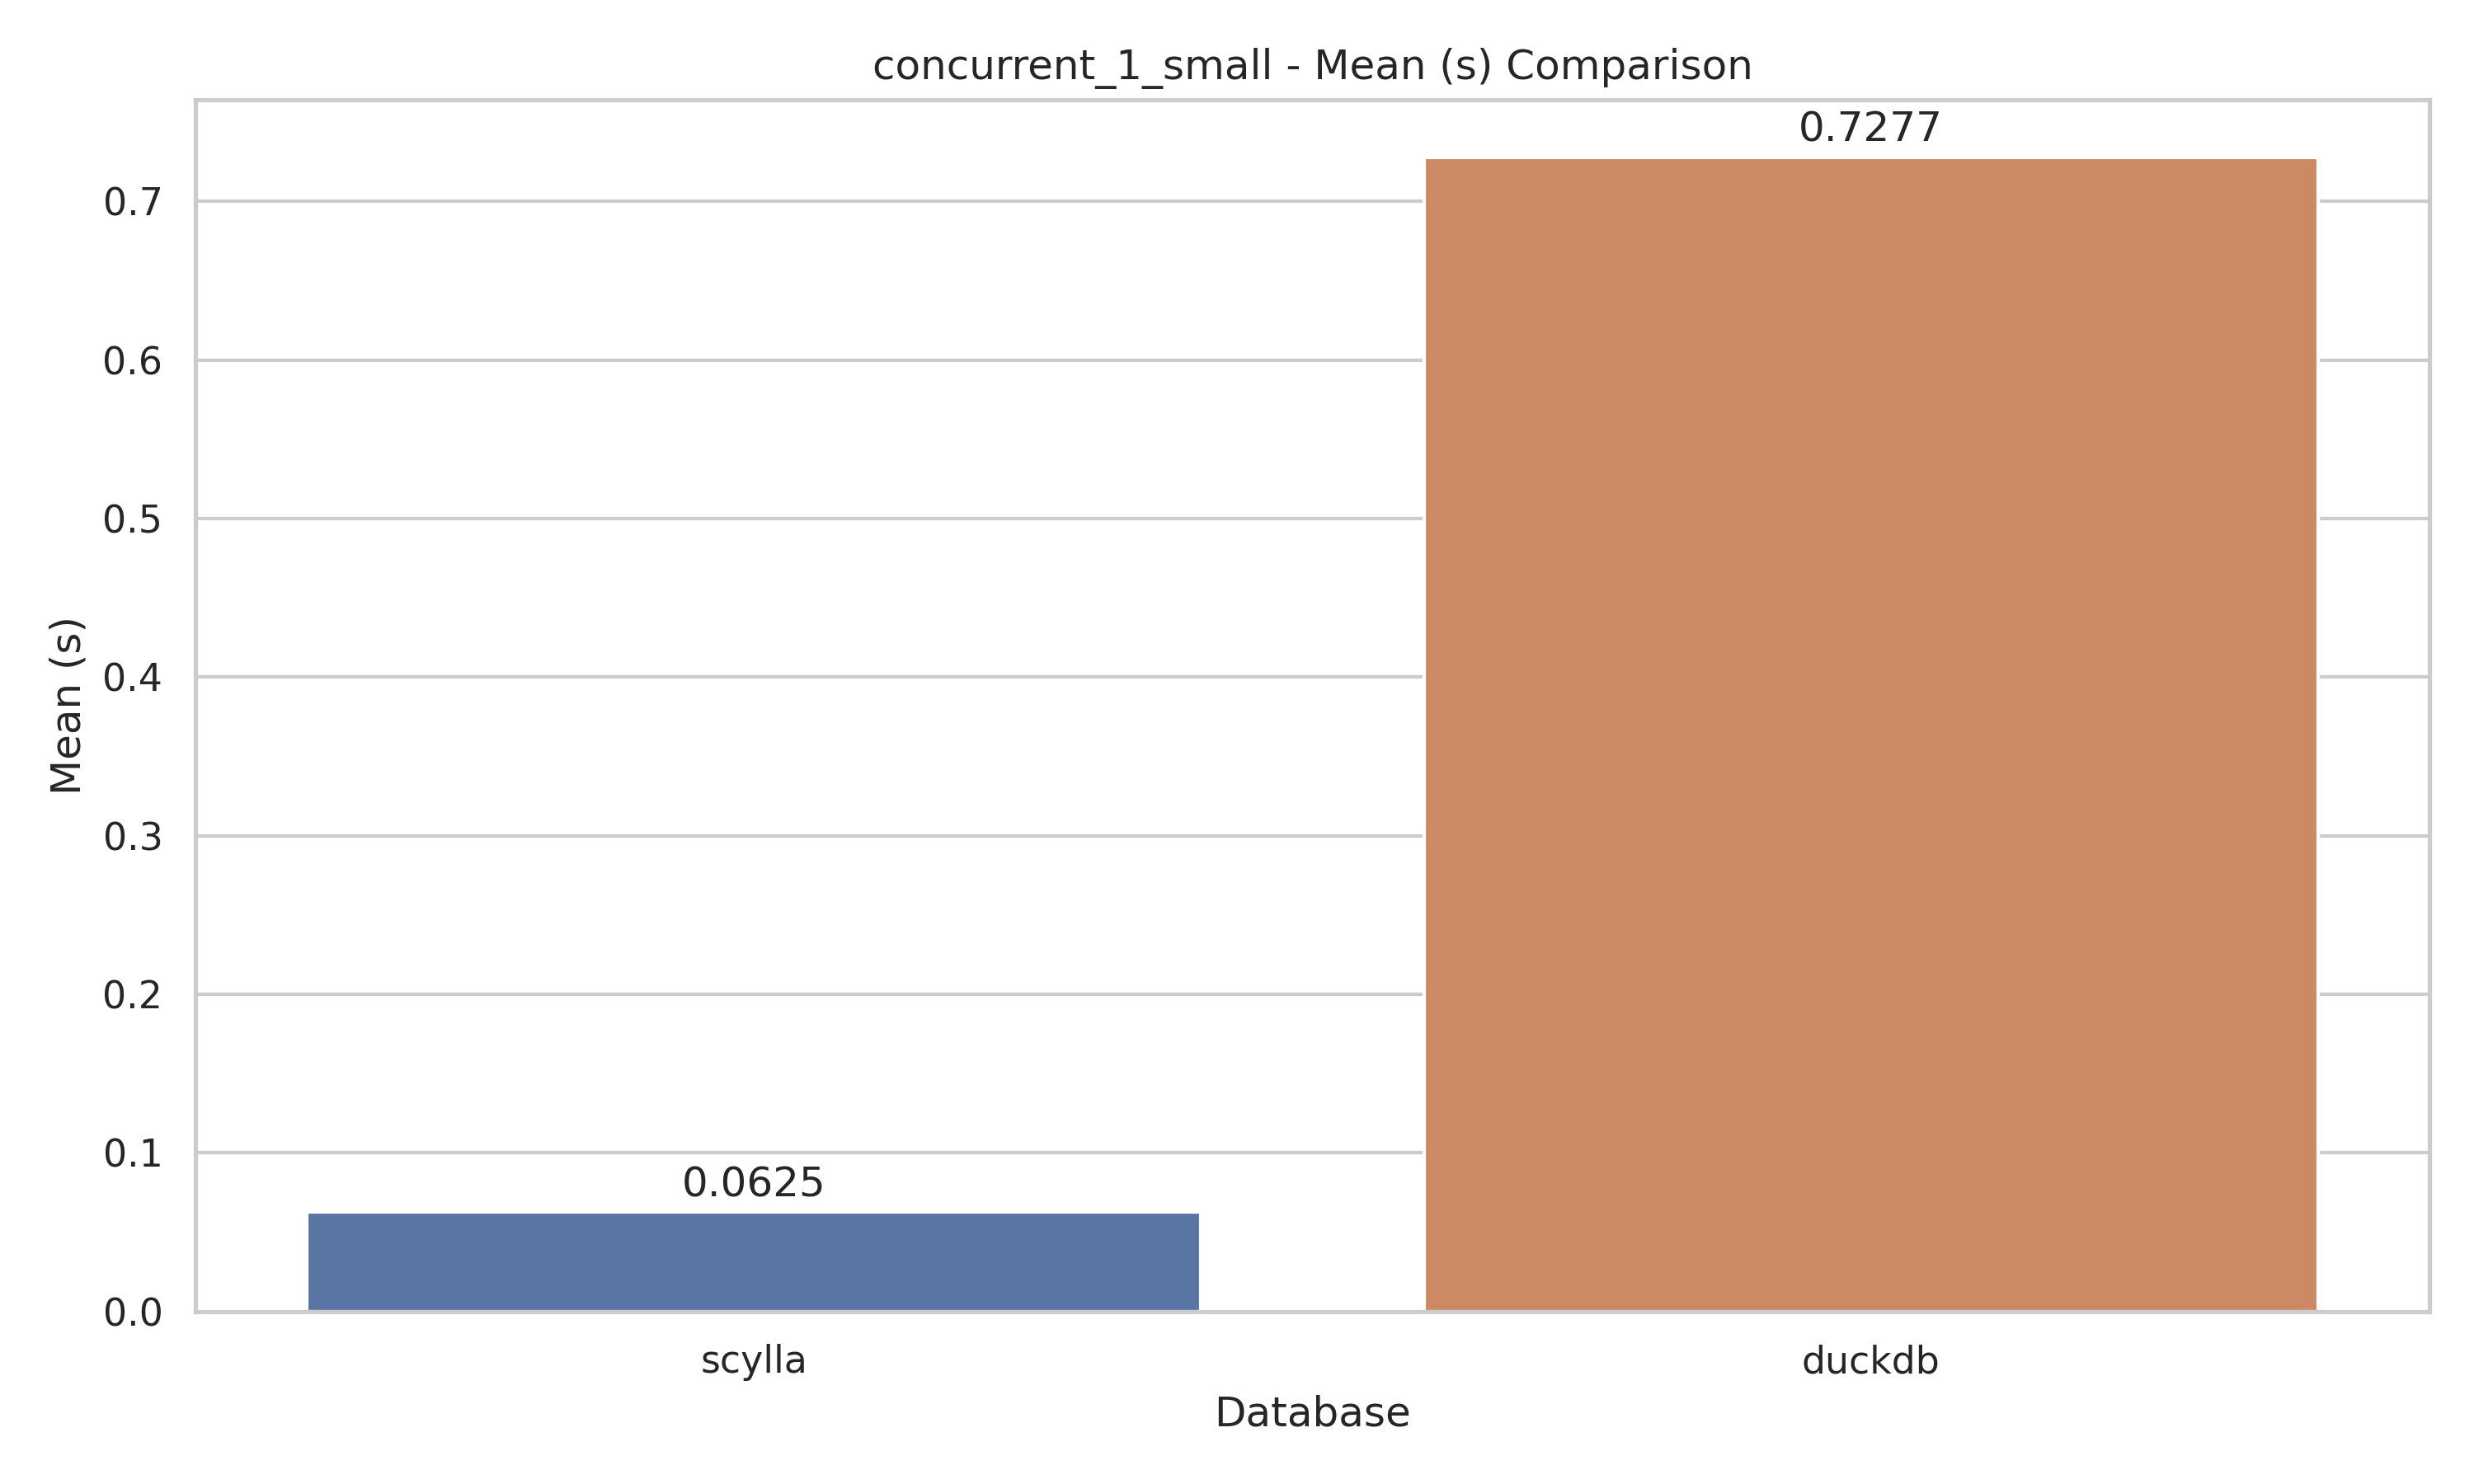 concurrent_1_small - Mean (s) Comparison
0.7277
0.7
0.6
0.5
0.4
Mean (s)
0.3
0.2
0.1
0.0625
0.0
scylla
duckdb
Database